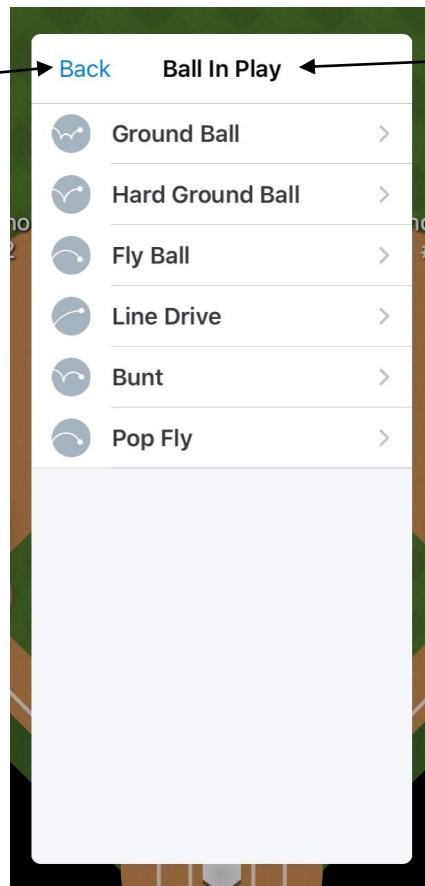 Back
Ball In Play
Ground Ball
Hard Ground Ball
Fly Ball
Line Drive
Bunt
Pop Fly